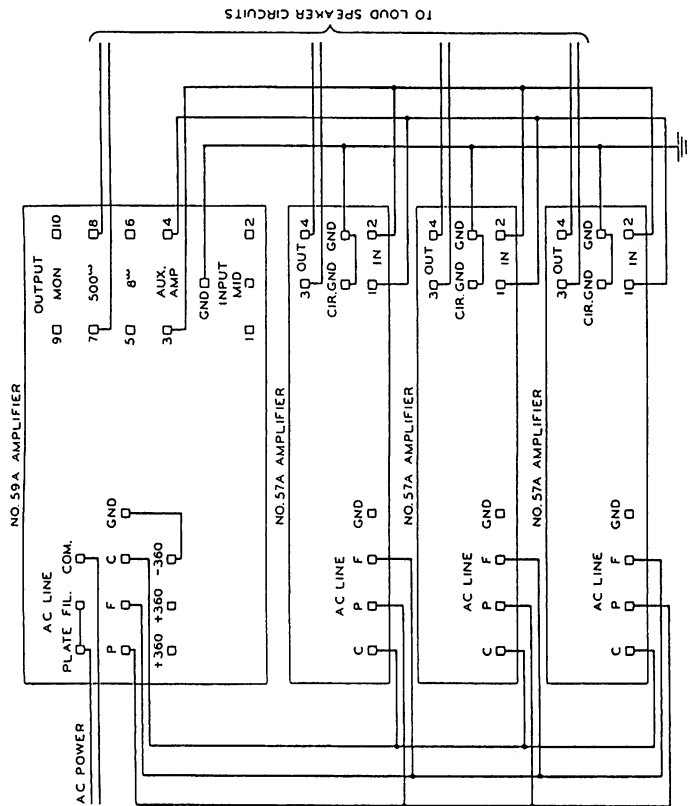 TO LOUD SPEAKER CIRCUITS
NO. 59A AMPLIFIER
AC POWER
AC LINE
PLATE FIL. COM.
P F C GND
+360 +360 -360
OUTPUT
9 MON 10
7 500ω 8
5 8ω 6
3 AUX. AMP 4
GND
INPUT
1 MID 2
NO. 57A AMPLIFIER
AC LINE
C P F GND
3 OUT 4
CIR.GND GND
1 IN 2
NO. 57A AMPLIFIER
AC LINE
C P F GND
3 OUT 4
CIR.GND GND
1 IN 2
NO. 57A AMPLIFIER
AC LINE
C P F GND
3 OUT 4
CIR.GND GND
1 IN 2